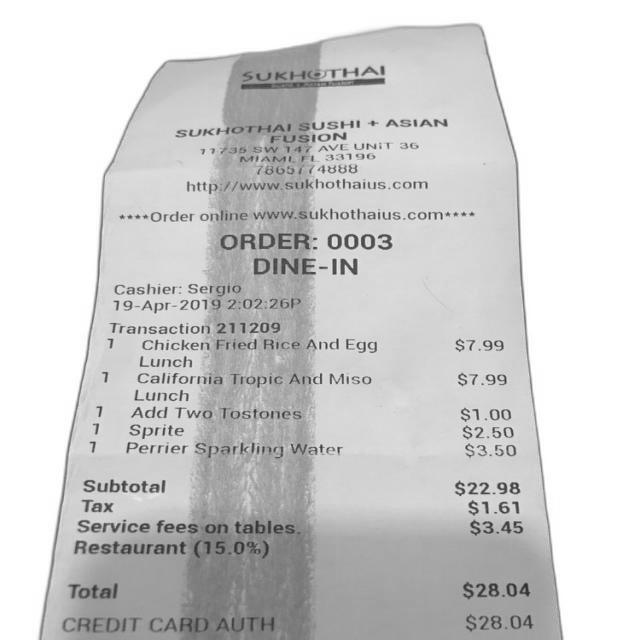 SUKHOTHAI
SUKHOTHAI SUSHI + ASIAN
FUSION
11735 SW 147 AVE UNIT 36
MIAMI, FL 33196
7865774888
http://www.sukhothaius.com
****Order online www.sukhothaius.com****
ORDER: 0003
DINE-IN
Cashier: Sergio
19-Apr-2019 2:02:26P
Transaction 211209
1 Chicken Fried Rice And Egg $7.99
Lunch
1 California Tropic And Miso $7.99
Lunch
1 Add Two Tostones $1.00
1 Sprite $2.50
1 Perrier Sparkling Water $3.50
Subtotal $22.98
Tax $1.61
Service fees on tables. $3.45
Restaurant (15.0%)
Total $28.04
CREDIT CARD AUTH $28.04